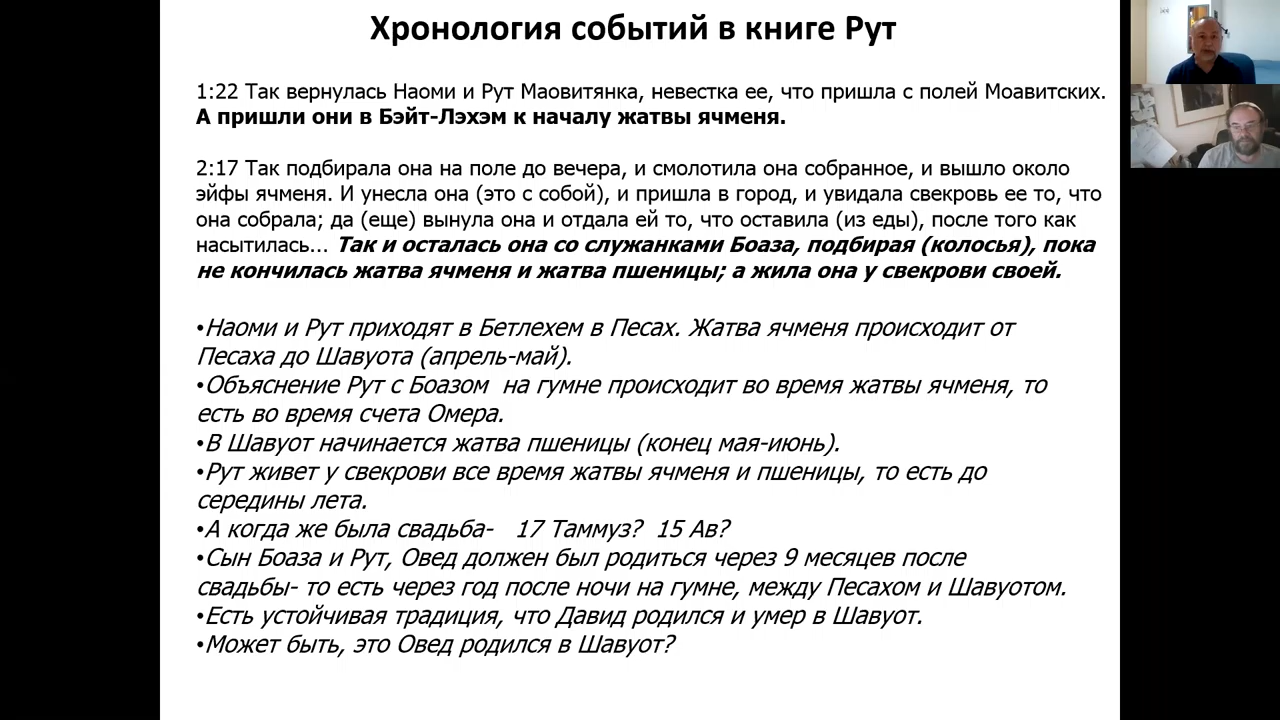 Хронология событий в книге Рут
1:22 Так вернулась Наоми и Рут Маовитянка, невестка ее, что пришла с полей Моавитских.
А пришли они в Бэйт-Лэхэм к началу жатвы ячменя.
2:17 Так подбирала она на поле до вечера, и смолотила она собранное, и вышло около
эйфы ячменя. И унесла она (это с собой), и пришла в город, и увидала свекровь ее то, что
она собрала; да (еще) вынула она и отдала ей то, что оставила (из еды), после того как
насытилась... Так и осталась она со служанками Боаза, подбирая (колосья), пока
не кончилась жатва ячменя и жатва пшеницы; а жила она у свекрови своей.
•Наоми и Рут приходят в Бетлехем в Песах. Жатва ячменя происходит от
Песаха до Шавуота (апрель-май).
•Объяснение Рут с Боазом на гумне происходит во время жатвы ячменя, то
есть во время счета Омера.
•В Шавуот начинается жатва пшеницы (конец мая-июнь).
•Рут живет у свекрови все время жатвы ячменя и пшеницы, то есть до
середины лета.
•А когда же была свадьба- 17 Таммуз? 15 Ав?
•Сын Боаза и Рут, Овед должен был родиться через 9 месяцев после
свадьбы- то есть через год после ночи на гумне, между Песахом и Шавуотом.
•Есть устойчивая традиция, что Давид родился и умер в Шавуот.
•Может быть, это Овед родился в Шавуот?